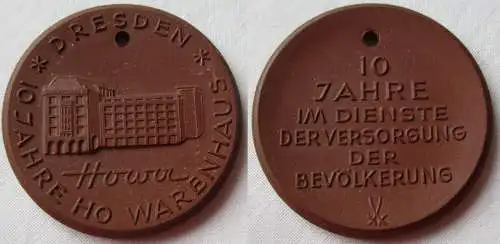 * DRESDEN *
10 JAHRE HO WARENHAUS
Howa
10
JAHRE
IM DIENSTE
DER VERSORGUNG
DER
BEVÖLKERUNG